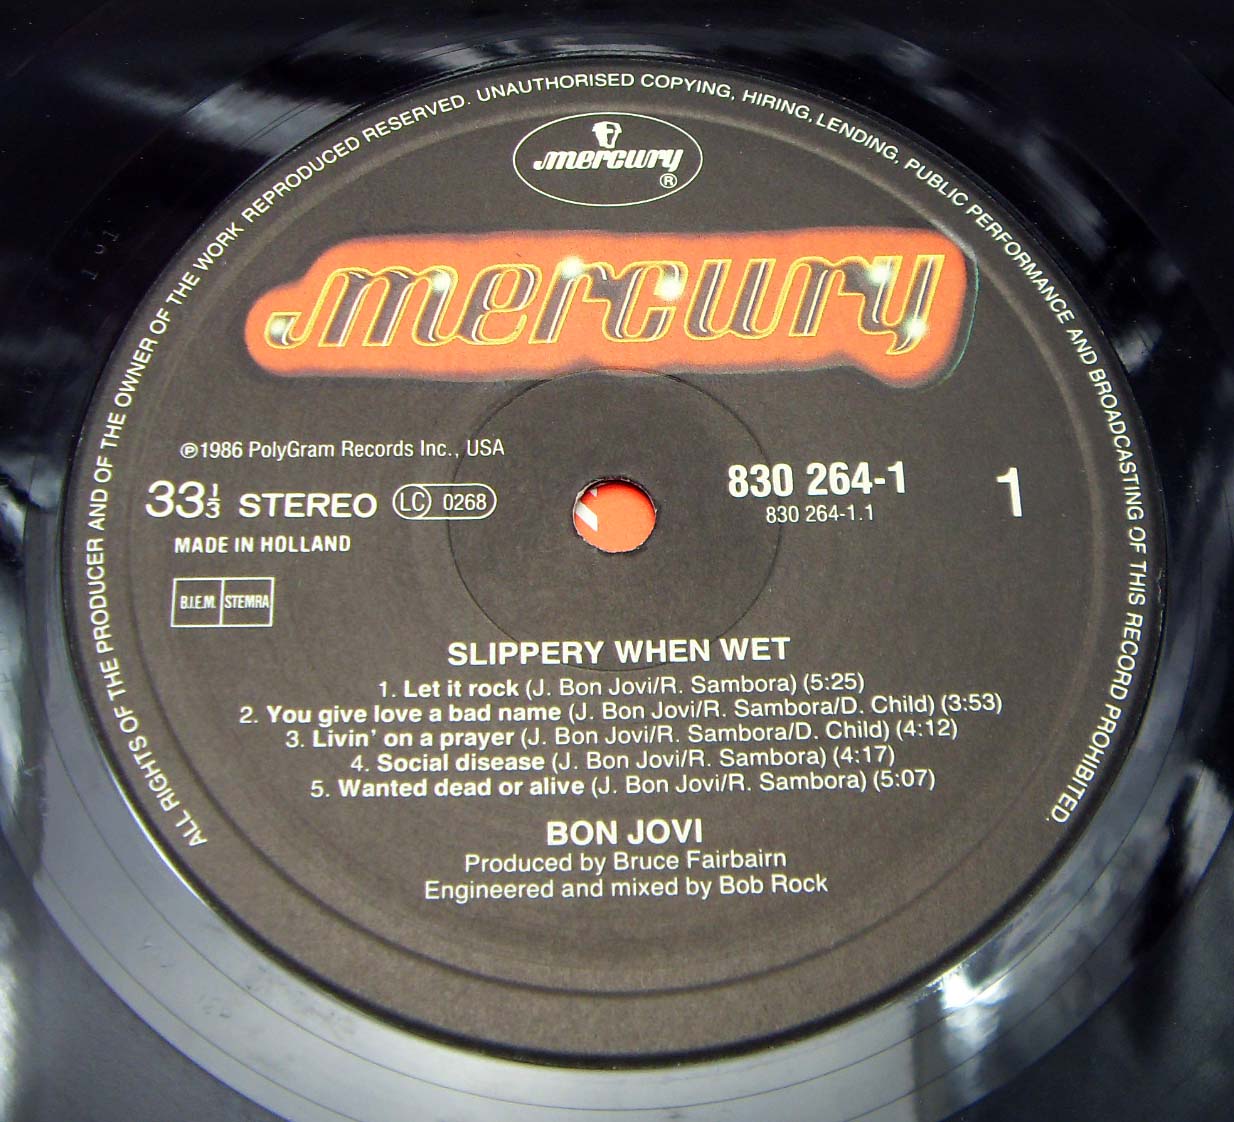 ALL RIGHTS OF THE PRODUCER AND OF THE OWNER OF THE WORK REPRODUCED RESERVED. UNAUTHORISED COPYING, HIRING, LENDING, PUBLIC PERFORMANCE AND BROADCASTING OF THIS RECORD PROHIBITED.
mercury
®
mercury
℗1986 PolyGram Records Inc., USA
33 1/3 STEREO LC 0268
MADE IN HOLLAND
B.I.E.M. STEMRA
830 264-1
830 264-1.1
1
SLIPPERY WHEN WET
1. Let it rock (J. Bon Jovi/R. Sambora) (5:25)
2. You give love a bad name (J. Bon Jovi/R. Sambora/D. Child) (3:53)
3. Livin' on a prayer (J. Bon Jovi/R. Sambora/D. Child) (4:12)
4. Social disease (J. Bon Jovi/R. Sambora) (4:17)
5. Wanted dead or alive (J. Bon Jovi/R. Sambora) (5:07)
BON JOVI
Produced by Bruce Fairbairn
Engineered and mixed by Bob Rock